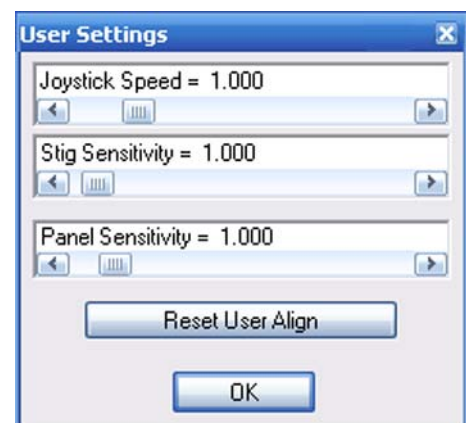 User Settings
Joystick Speed = 1.000
Stig Sensitivity = 1.000
Panel Sensitivity = 1.000
Reset User Align
OK